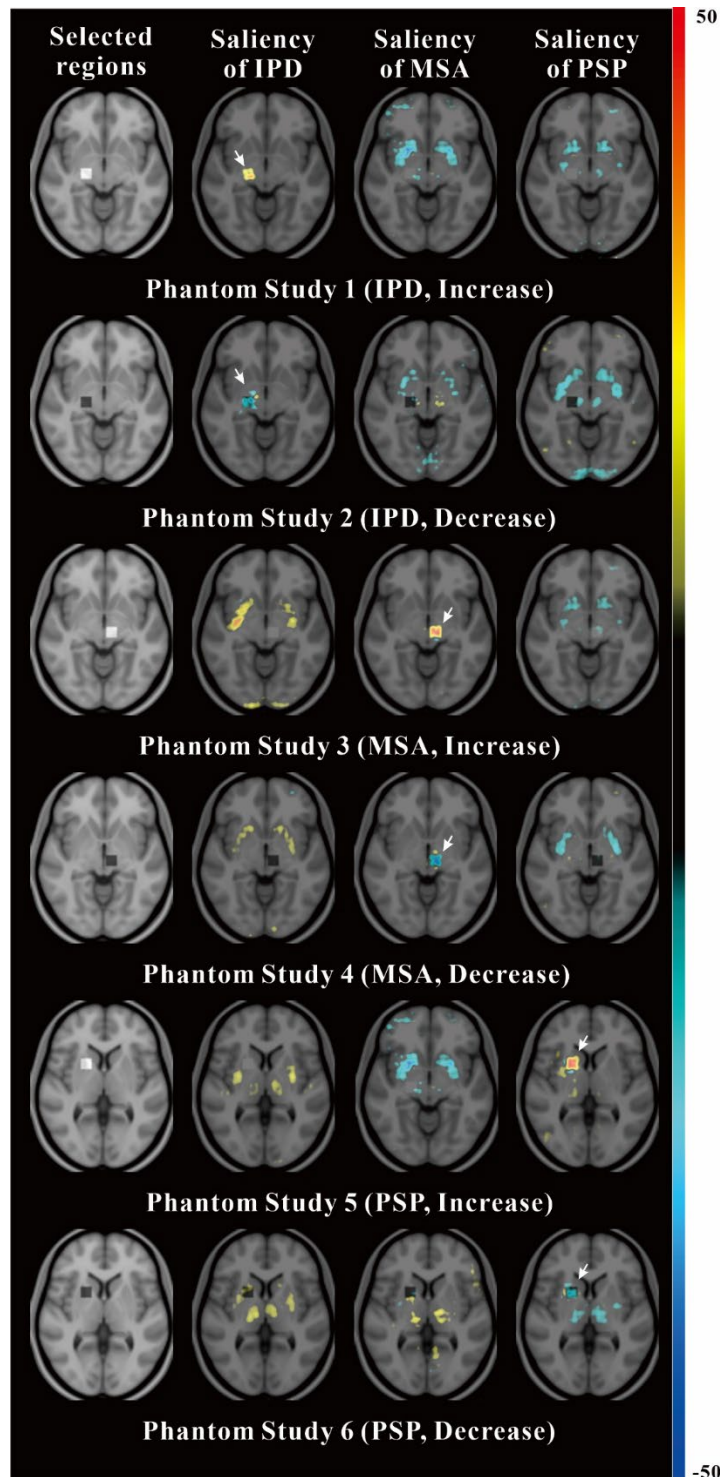 50
Selected regions
Saliency of IPD
Saliency of MSA
Saliency of PSP
Phantom Study 1 (IPD, Increase)
Phantom Study 2 (IPD, Decrease)
Phantom Study 3 (MSA, Increase)
Phantom Study 4 (MSA, Decrease)
Phantom Study 5 (PSP, Increase)
Phantom Study 6 (PSP, Decrease)
-50